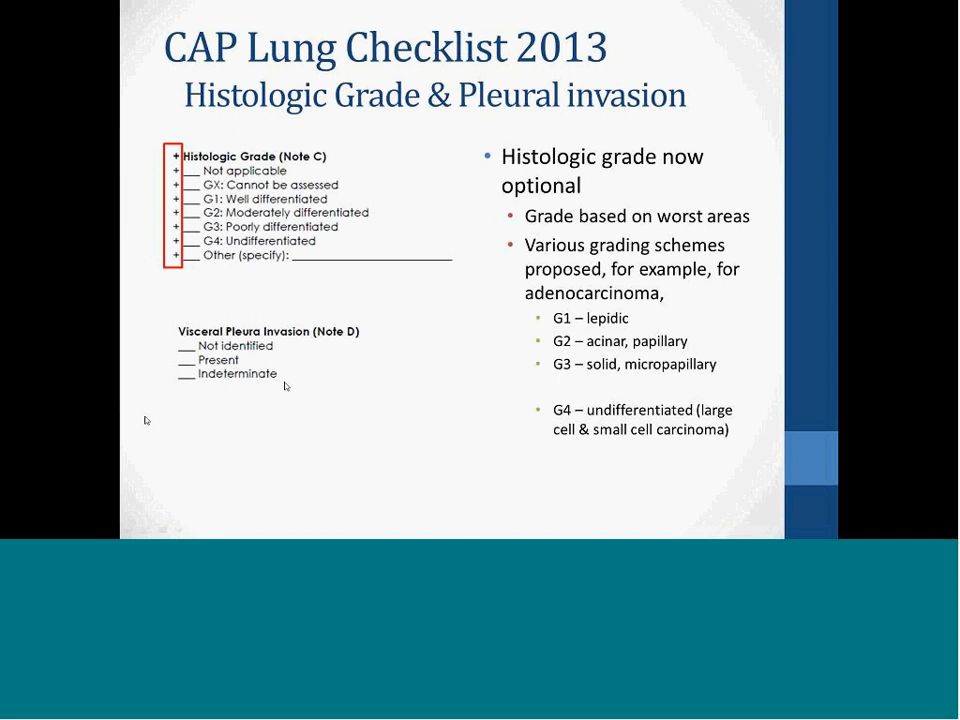 CAP Lung Checklist 2013
Histologic Grade & Pleural invasion
+ Histologic Grade (Note C)
+ ___ Not applicable
+ ___ GX: Cannot be assessed
+ ___ G1: Well differentiated
+ ___ G2: Moderately differentiated
+ ___ G3: Poorly differentiated
+ ___ G4: Undifferentiated
+ ___ Other (specify): ____________________________
Visceral Pleura Invasion (Note D)
___ Not identified
___ Present
___ Indeterminate
• Histologic grade now
optional
• Grade based on worst areas
• Various grading schemes
proposed, for example, for
adenocarcinoma,
• G1 – lepidic
• G2 – acinar, papillary
• G3 – solid, micropapillary
• G4 – undifferentiated (large
cell & small cell carcinoma)